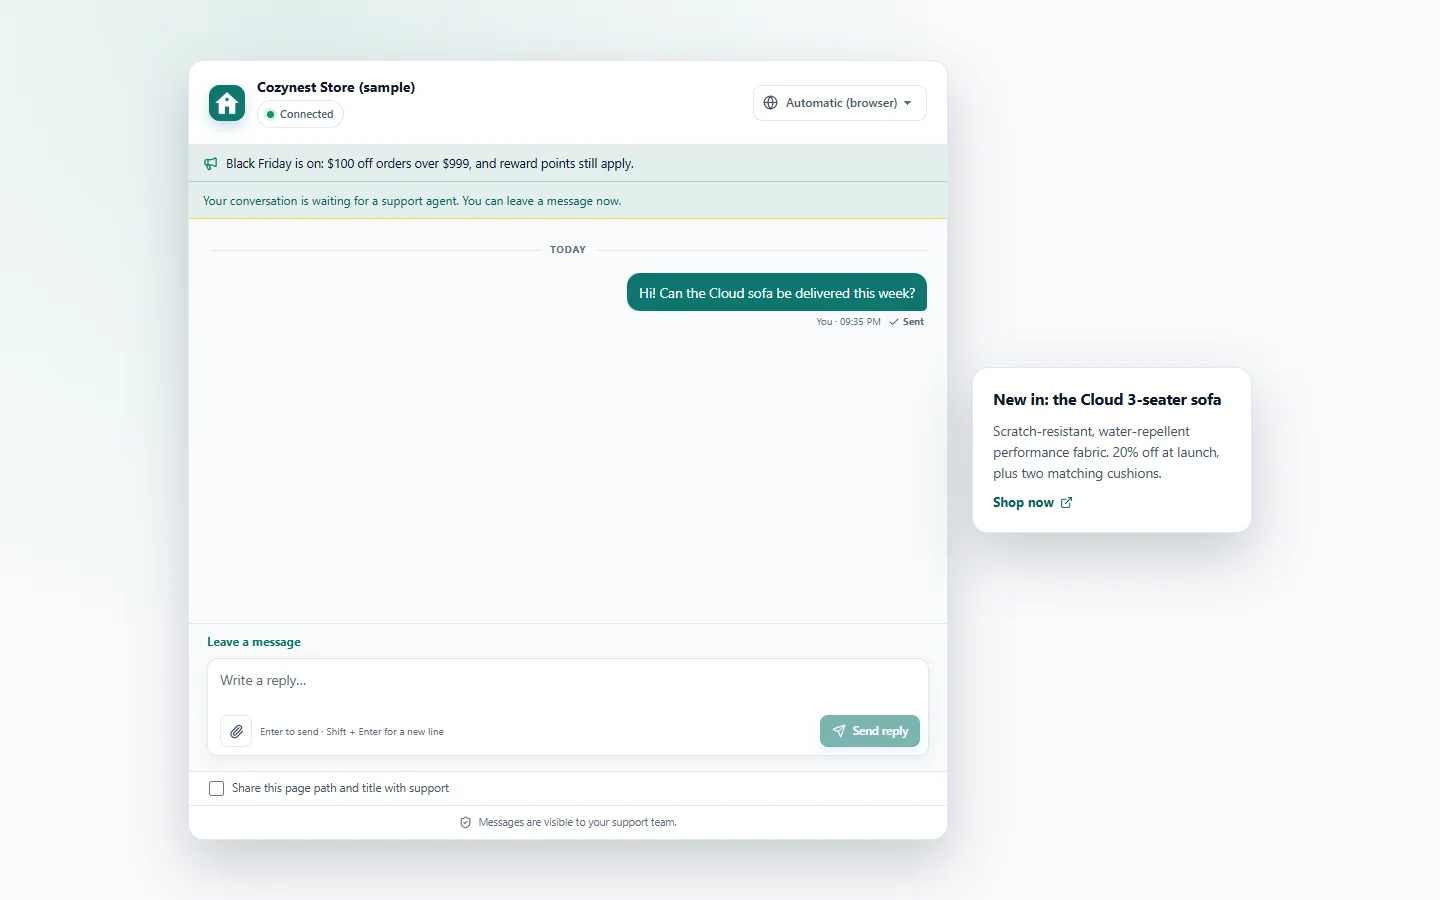 Cozynest Store (sample)
Connected
Automatic (browser)
Black Friday is on: $100 off orders over $999, and reward points still apply.
Your conversation is waiting for a support agent. You can leave a message now.
TODAY
Hi! Can the Cloud sofa be delivered this week?
You · 09:35 PM Sent
New in: the Cloud 3-seater sofa
Scratch-resistant, water-repellent
performance fabric. 20% off at launch,
plus two matching cushions.
Shop now
Leave a message
Write a reply...
Enter to send · Shift + Enter for a new line
Send reply
Share this page path and title with support
Messages are visible to your support team.